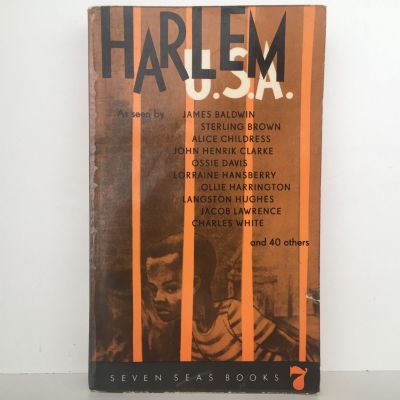 HARLEM
U.S.A.
As seen by JAMES BALDWIN
STERLING BROWN
ALICE CHILDRESS
JOHN HENRIK CLARKE
OSSIE DAVIS
LORRAINE HANSBERRY
OLLIE HARRINGTON
LANGSTON HUGHES
JACOB LAWRENCE
CHARLES WHITE
and 40 others
SEVEN SEAS BOOKS 7